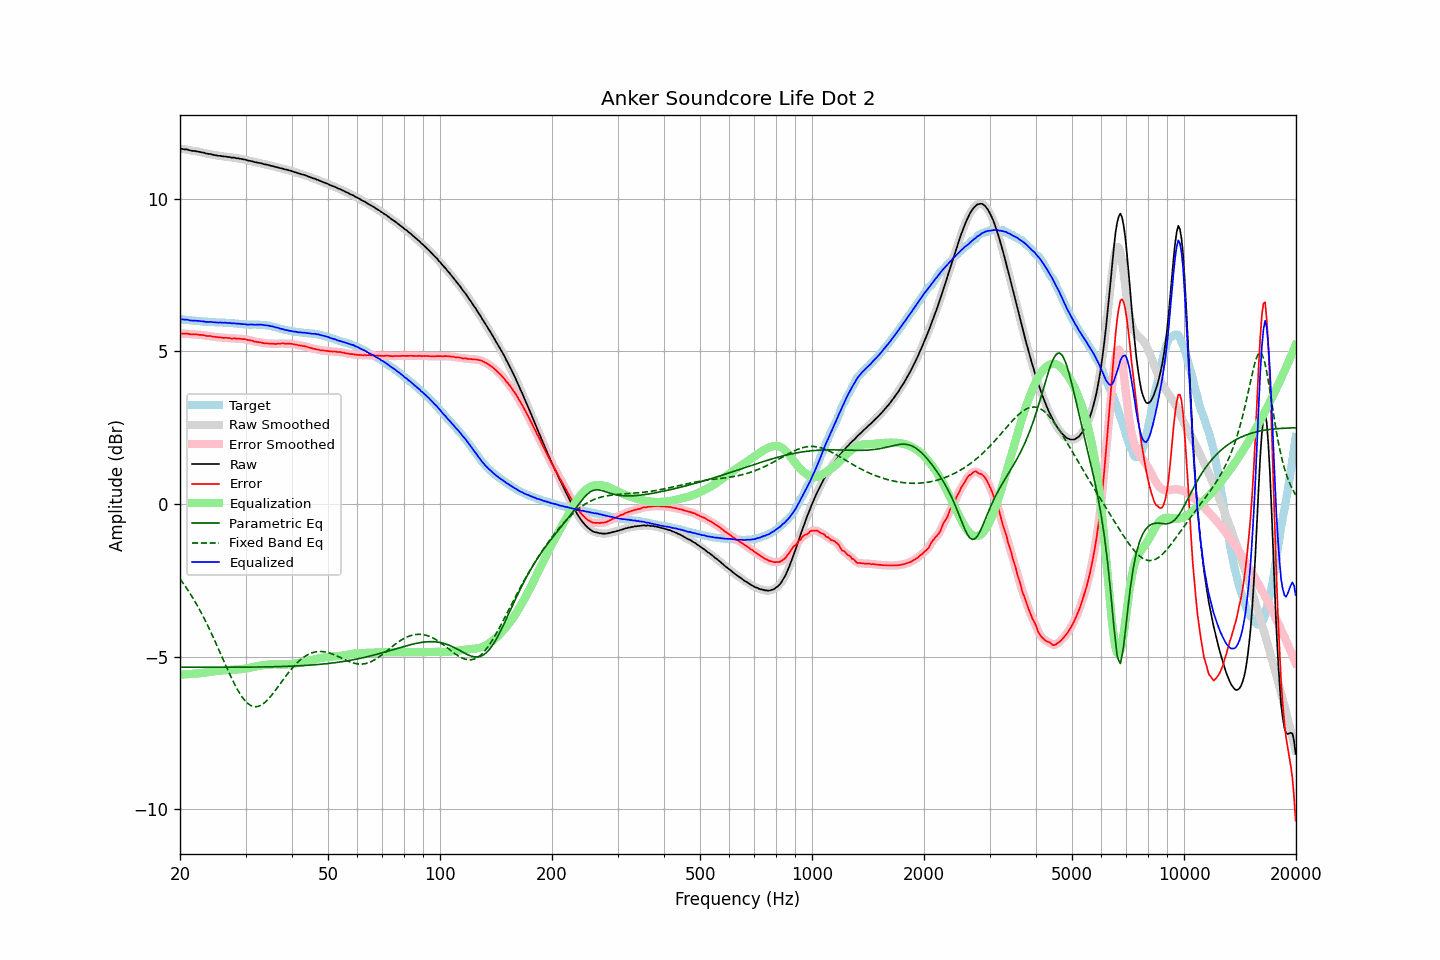 Anker Soundcore Life Dot 2
Amplitude (dBr)
10
5
0
−5
−10
Target
Raw Smoothed
Error Smoothed
Raw
Error
Equalization
Parametric Eq
Fixed Band Eq
Equalized
20 50 100 200 500 1000 2000 5000 10000 20000
Frequency (Hz)